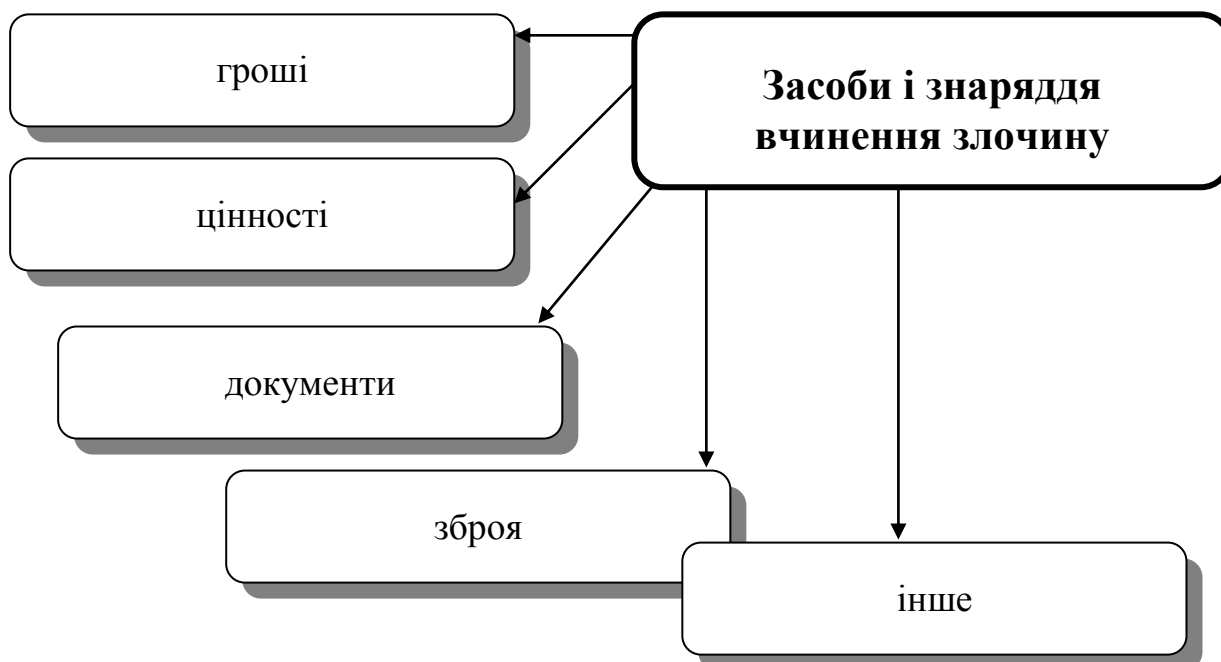 Засоби і знаряддя
вчинення злочину
гроші
цінності
документи
зброя
інше